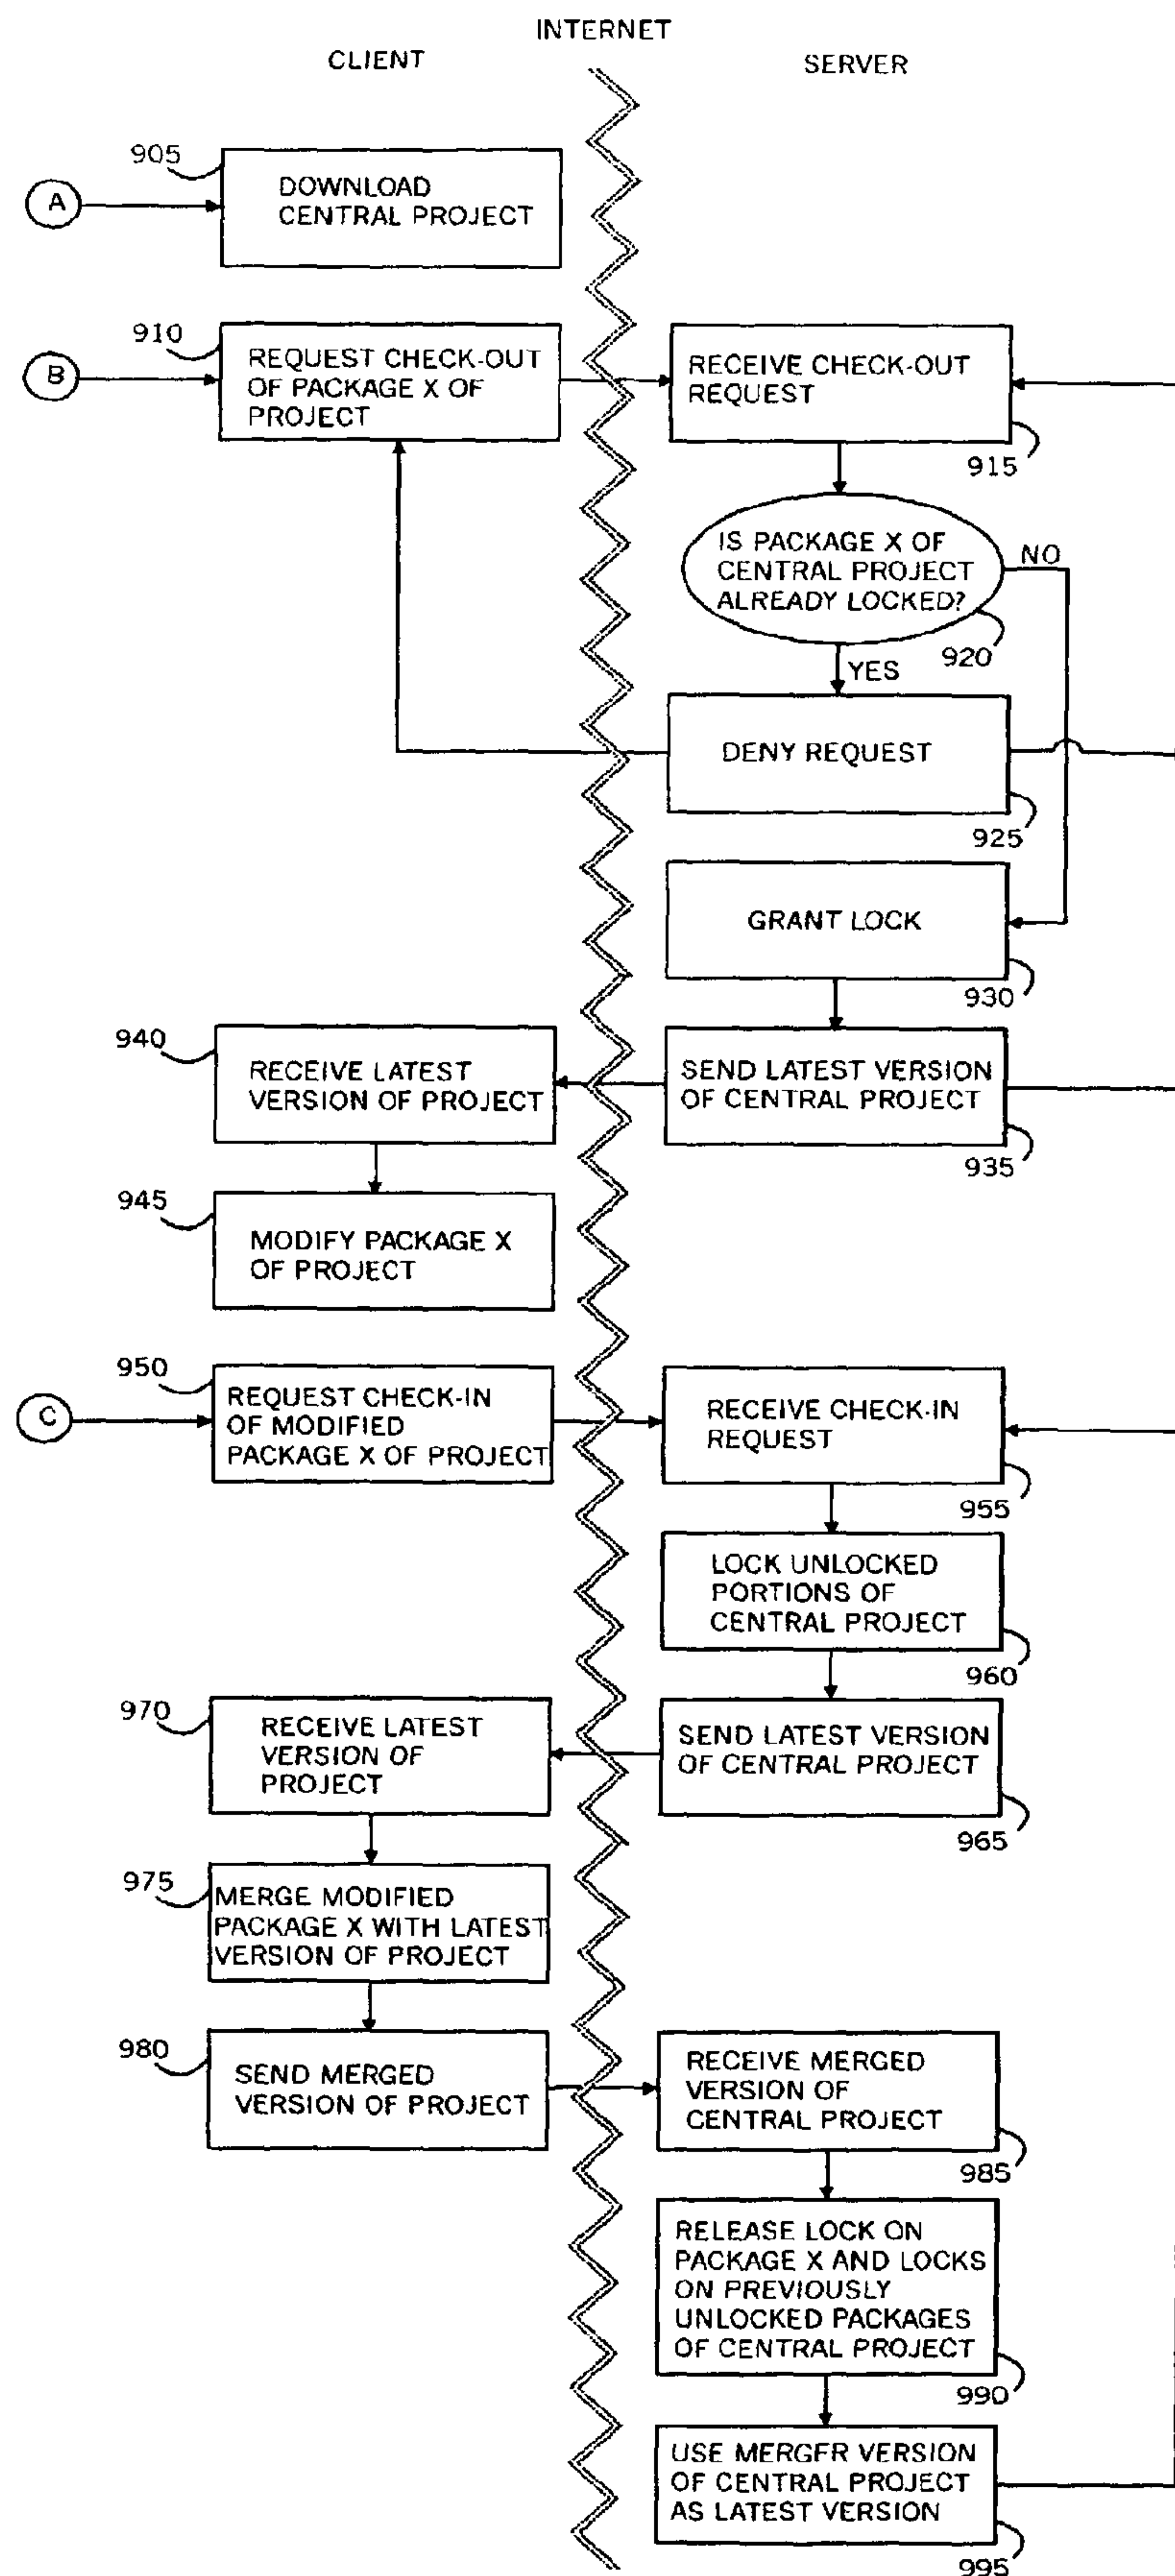 INTERNET
CLIENT
SERVER
905
A
DOWNLOAD
CENTRAL PROJECT
910
B
REQUEST CHECK-OUT
OF PACKAGE X OF
PROJECT
RECEIVE CHECK-OUT
REQUEST
915
IS PACKAGE X OF
CENTRAL PROJECT
ALREADY LOCKED?
NO
920
YES
DENY REQUEST
925
GRANT LOCK
930
940
RECEIVE LATEST
VERSION OF PROJECT
SEND LATEST VERSION
OF CENTRAL PROJECT
935
945
MODIFY PACKAGE X
OF PROJECT
950
C
REQUEST CHECK-IN
OF MODIFIED
PACKAGE X OF PROJECT
RECEIVE CHECK-IN
REQUEST
955
LOCK UNLOCKED
PORTIONS OF
CENTRAL PROJECT
960
970
RECEIVE LATEST
VERSION OF
PROJECT
SEND LATEST VERSION
OF CENTRAL PROJECT
965
975
MERGE MODIFIED
PACKAGE X WITH LATEST
VERSION OF PROJECT
980
SEND MERGED
VERSION OF PROJECT
RECEIVE MERGED
VERSION OF
CENTRAL PROJECT
985
RELEASE LOCK ON
PACKAGE X AND LOCKS
ON PREVIOUSLY
UNLOCKED PACKAGES
OF CENTRAL PROJECT
990
USE MERGFR VERSION
OF CENTRAL PROJECT
AS LATEST VERSION
995